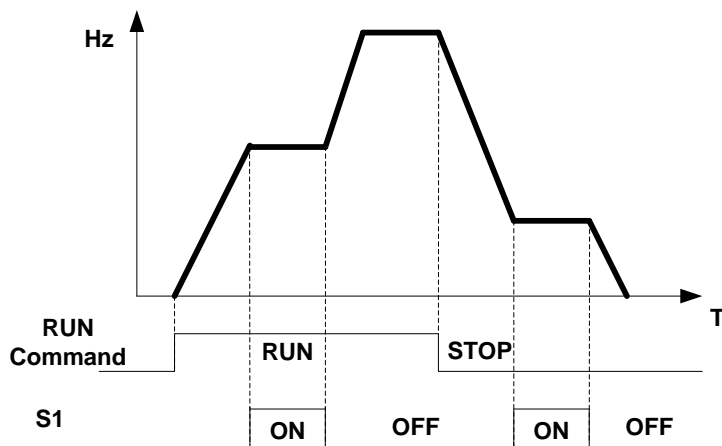 Hz
T
RUN
Command
RUN
STOP
S1
ON
OFF
ON
OFF